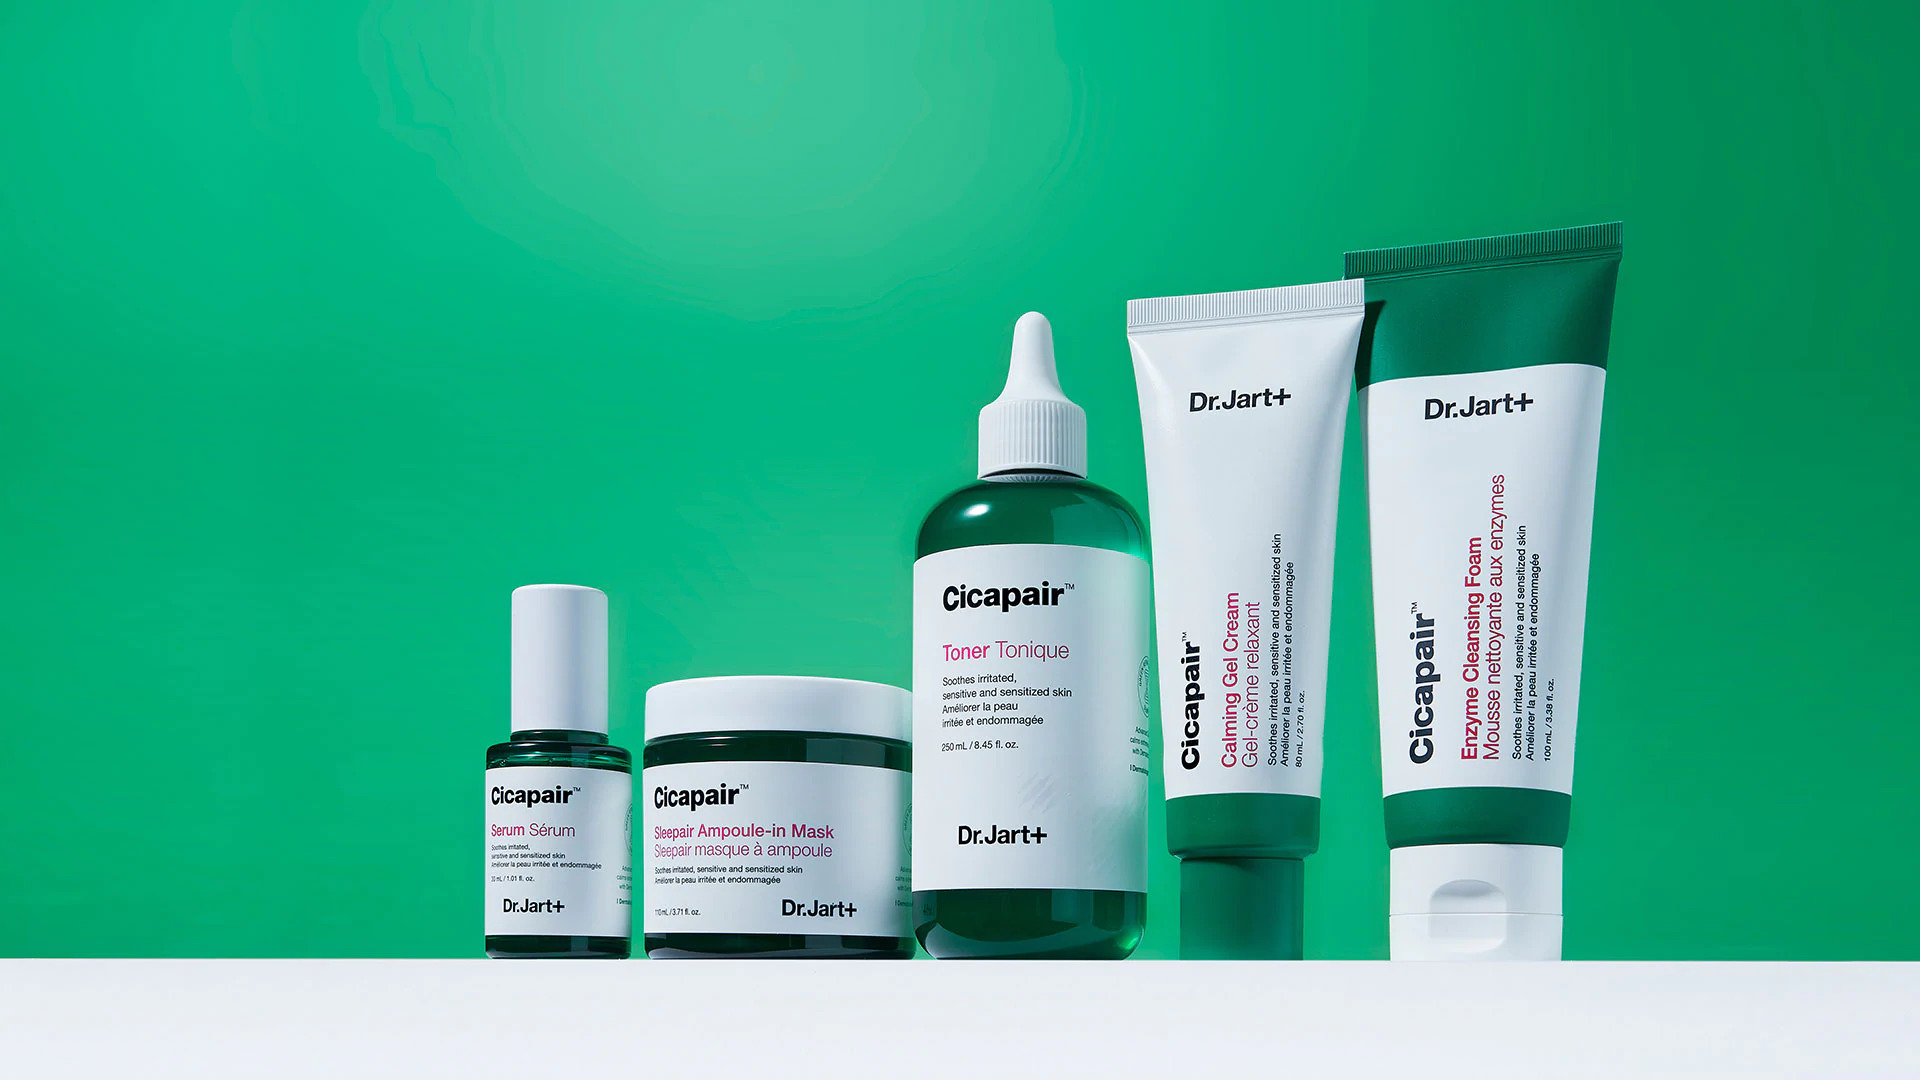 Cicapair™
Serum Sérum
Soothes irritated,
sensitive and sensitized skin
Améliorer la peau irritée et endommagée
30 mL / 1.01 fl. oz.
Dr.Jart+
Cicapair™
Sleepair Ampoule-in Mask
Sleepair masque à ampoule
Soothes irritated, sensitive and sensitized skin
Améliorer la peau irritée et endommagée
110 mL / 3.71 fl. oz.
Dr.Jart+
Cicapair™
Toner Tonique
Soothes irritated,
sensitive and sensitized skin
Améliorer la peau
irritée et endommagée
250 mL / 8.45 fl. oz.
Dr.Jart+
Dr.Jart+
Cicapair™
Calming Gel Cream
Gel-crème relaxant
Soothes irritated, sensitive and sensitized skin
Améliorer la peau irritée et endommagée
80 mL / 2.70 fl. oz.
Dr.Jart+
Cicapair™
Enzyme Cleansing Foam
Mousse nettoyante aux enzymes
Soothes irritated, sensitive and sensitized skin
Améliorer la peau irritée et endommagée
100 mL / 3.38 fl. oz.